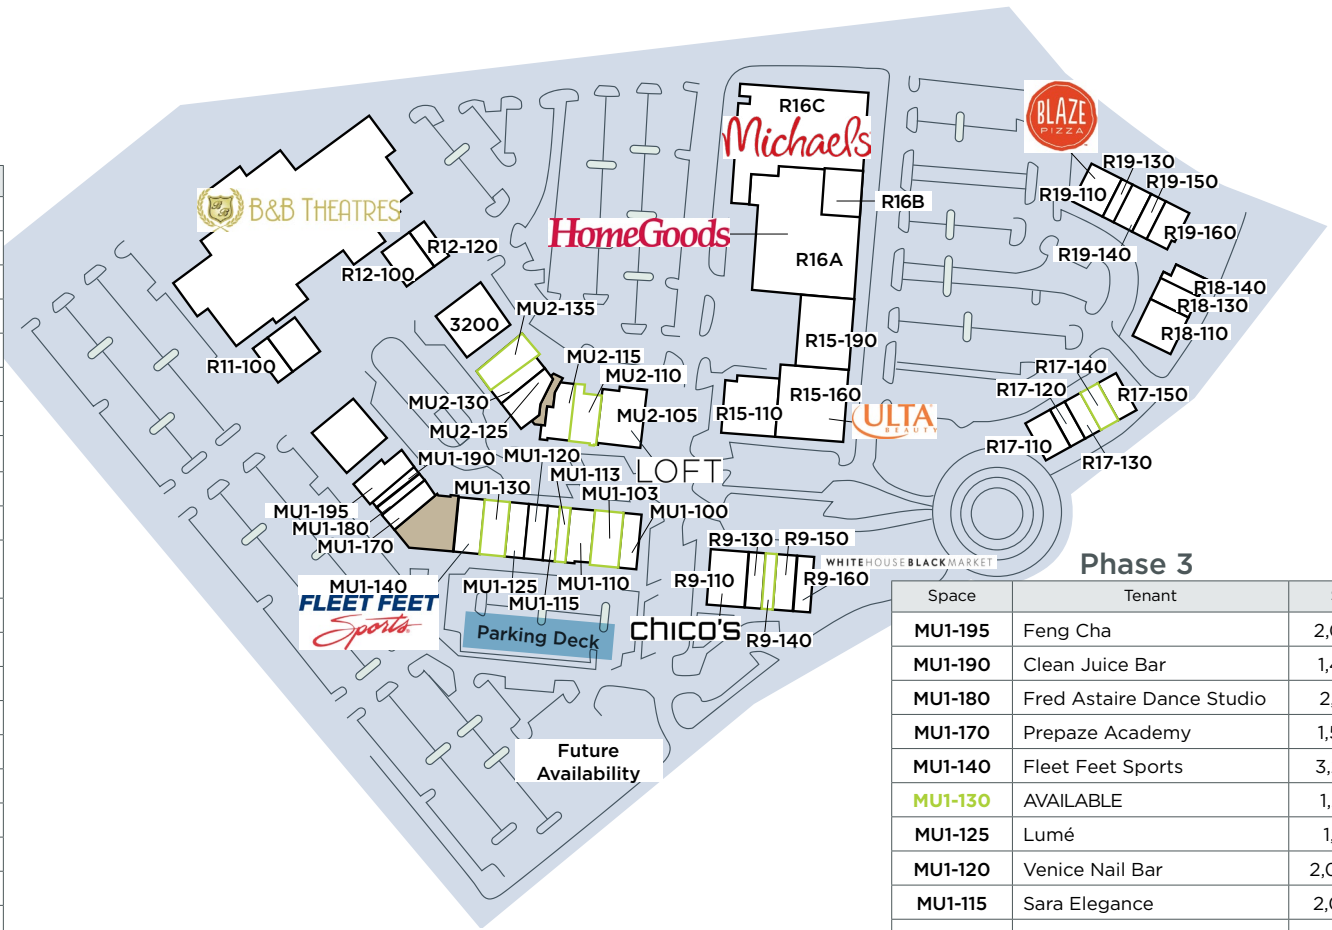 R16C
Michaels
BLAZE
PIZZA
R19-130
R19-110
R19-150
R16B
B&B THEATRES
HomeGoods
R19-160
R12-120
R19-140
R16A
R12-100
R18-140
MU2-135
R18-130
3200
R18-110
R15-190
MU2-115
R11-100
MU2-110
R17-140
R17-120
R17-150
MU2-130
R15-160
MU2-105
R15-110
ULTA
BEAUTY
MU2-125
R17-110
MU1-190
MU1-120
R17-130
LOFT
MU1-113
MU1-130
MU1-103
MU1-195
MU1-100
MU1-180
MU1-170
R9-130
R9-150
WHITEHOUSEBLACKMARKET
Phase 3
R9-110
R9-160
MU1-140
MU1-125
MU1-110
FLEET FEET
Sports
MU1-115
Parking Deck
chico's
R9-140
Future
Availability
Space Tenant
MU1-195 Feng Cha
MU1-190 Clean Juice Bar
MU1-180 Fred Astaire Dance Studio
MU1-170 Prepaze Academy
MU1-140 Fleet Feet Sports
MU1-130 AVAILABLE
MU1-125 Lumé
MU1-120 Venice Nail Bar
MU1-115 Sara Elegance